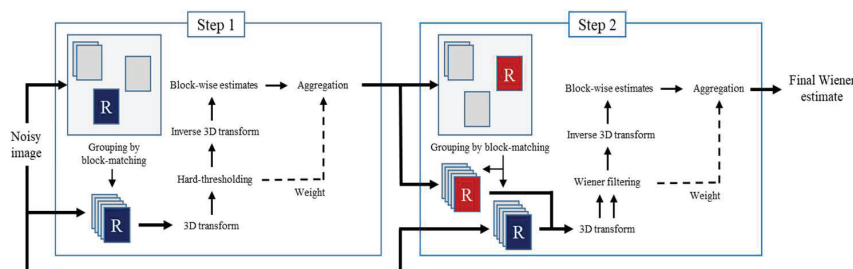 Step 1
R
Block-wise estimates
Aggregation
Noisy
image
Grouping by
block-matching
Inverse 3D transform
Hard-thresholding
Weight
R
3D transform
Step 2
R
Block-wise estimates
Aggregation
Final Wiener
estimate
Inverse 3D transform
Grouping by block-matching
Wiener filtering
Weight
R
R
3D transform